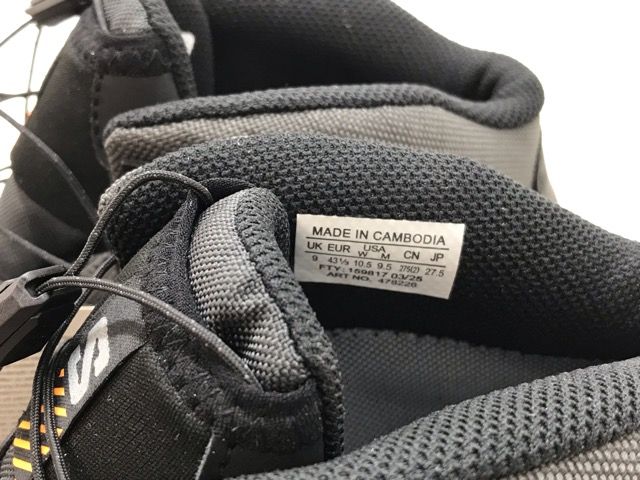 MADE IN CAMBODIA
UK EUR USA CN JP
W M
9 43⅓ 10.5 9.5 275(2) 27.5
FTY: 159817 03/25
ART NO. 478226
S